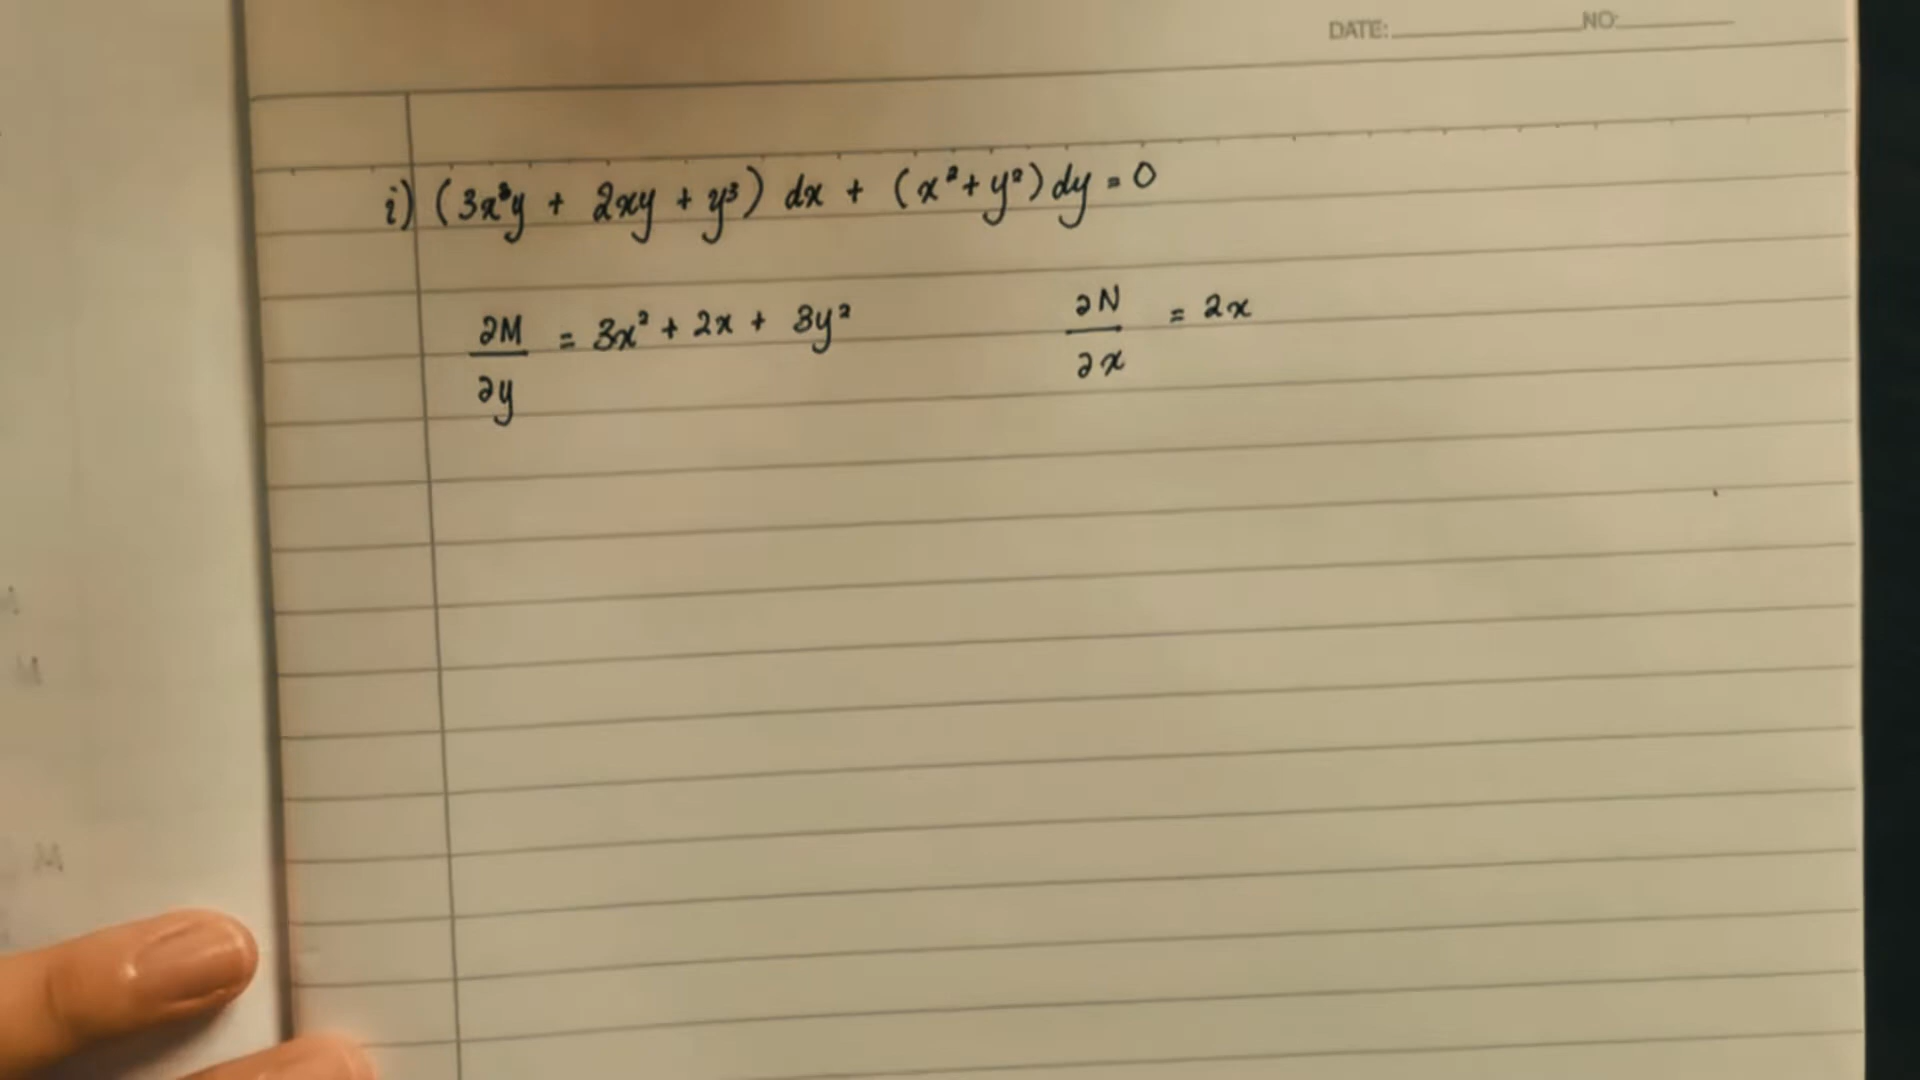 DATE: NO:
i) (3x²y + 2xy + y³) dx + (x² + y²) dy = 0
∂M/∂y = 3x² + 2x + 3y² ∂N/∂x = 2x
M
M